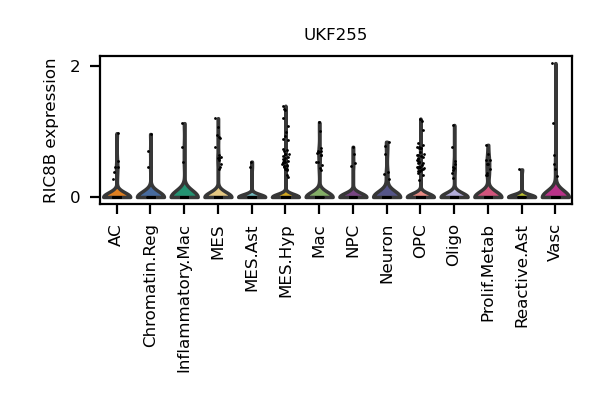 UKF255
RIC8B expression
2
0
AC
Chromatin.Reg
Inflammatory.Mac
MES
MES.Ast
MES.Hyp
Mac
NPC
Neuron
OPC
Oligo
Prolif.Metab
Reactive.Ast
Vasc